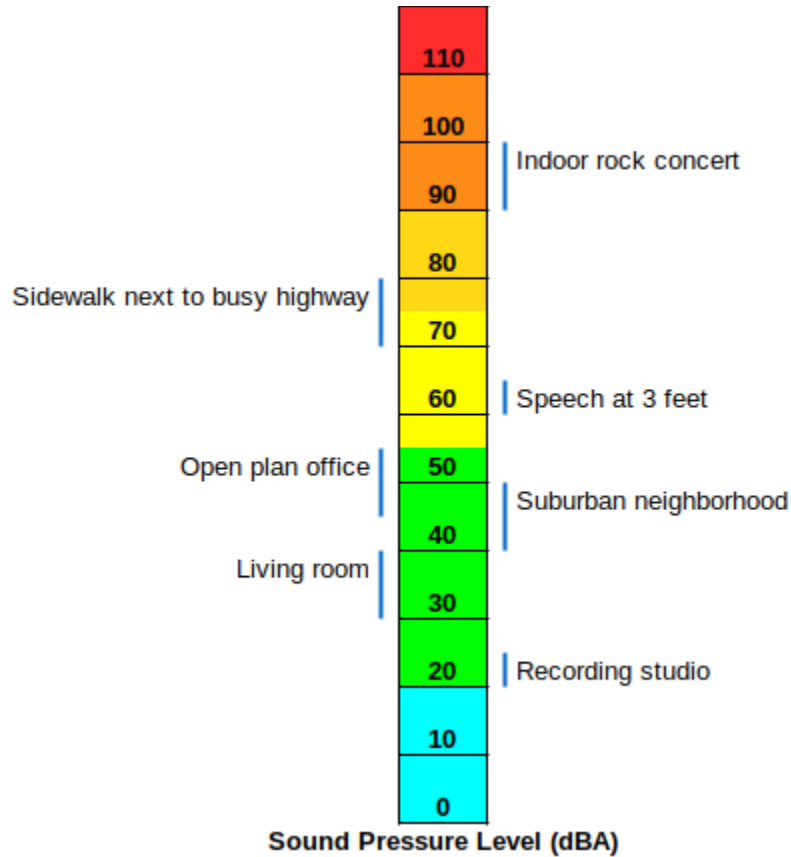 110
100
Indoor rock concert
90
80
Sidewalk next to busy highway
70
60
Speech at 3 feet
Open plan office
50
Suburban neighborhood
40
Living room
30
20
Recording studio
10
0
Sound Pressure Level (dBA)